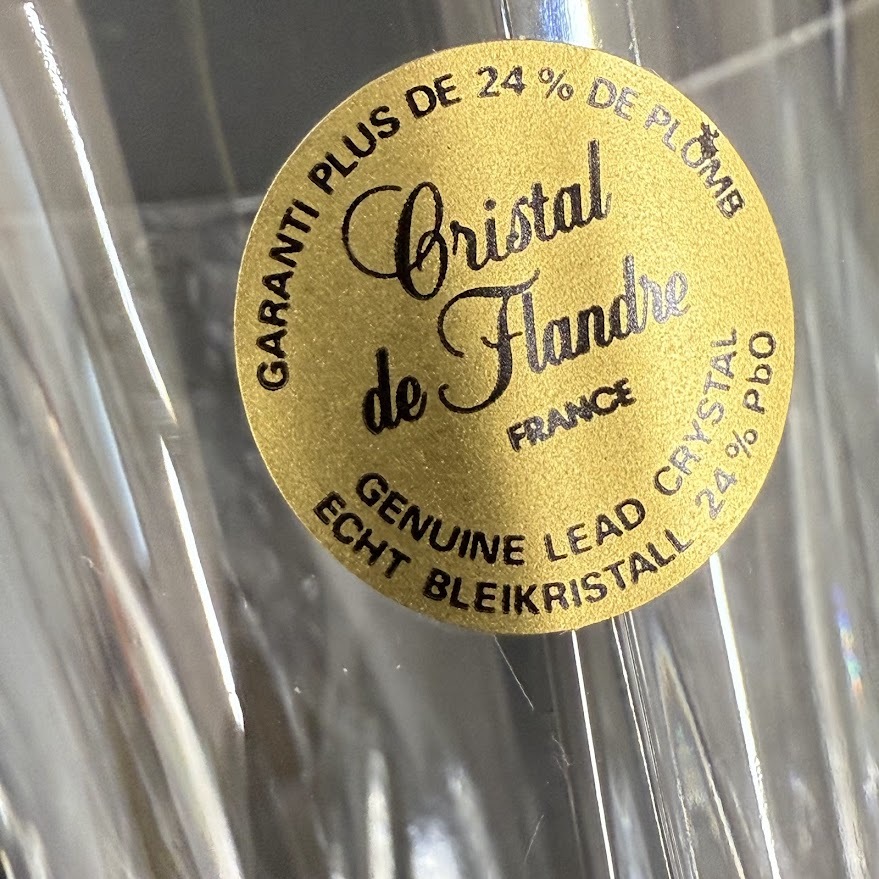 GARANTI PLUS DE 24 % DE PLOMB
Cristal
de Flandre
FRANCE
GENUINE LEAD CRYSTAL
ECHT BLEIKRISTALL 24 % PbO